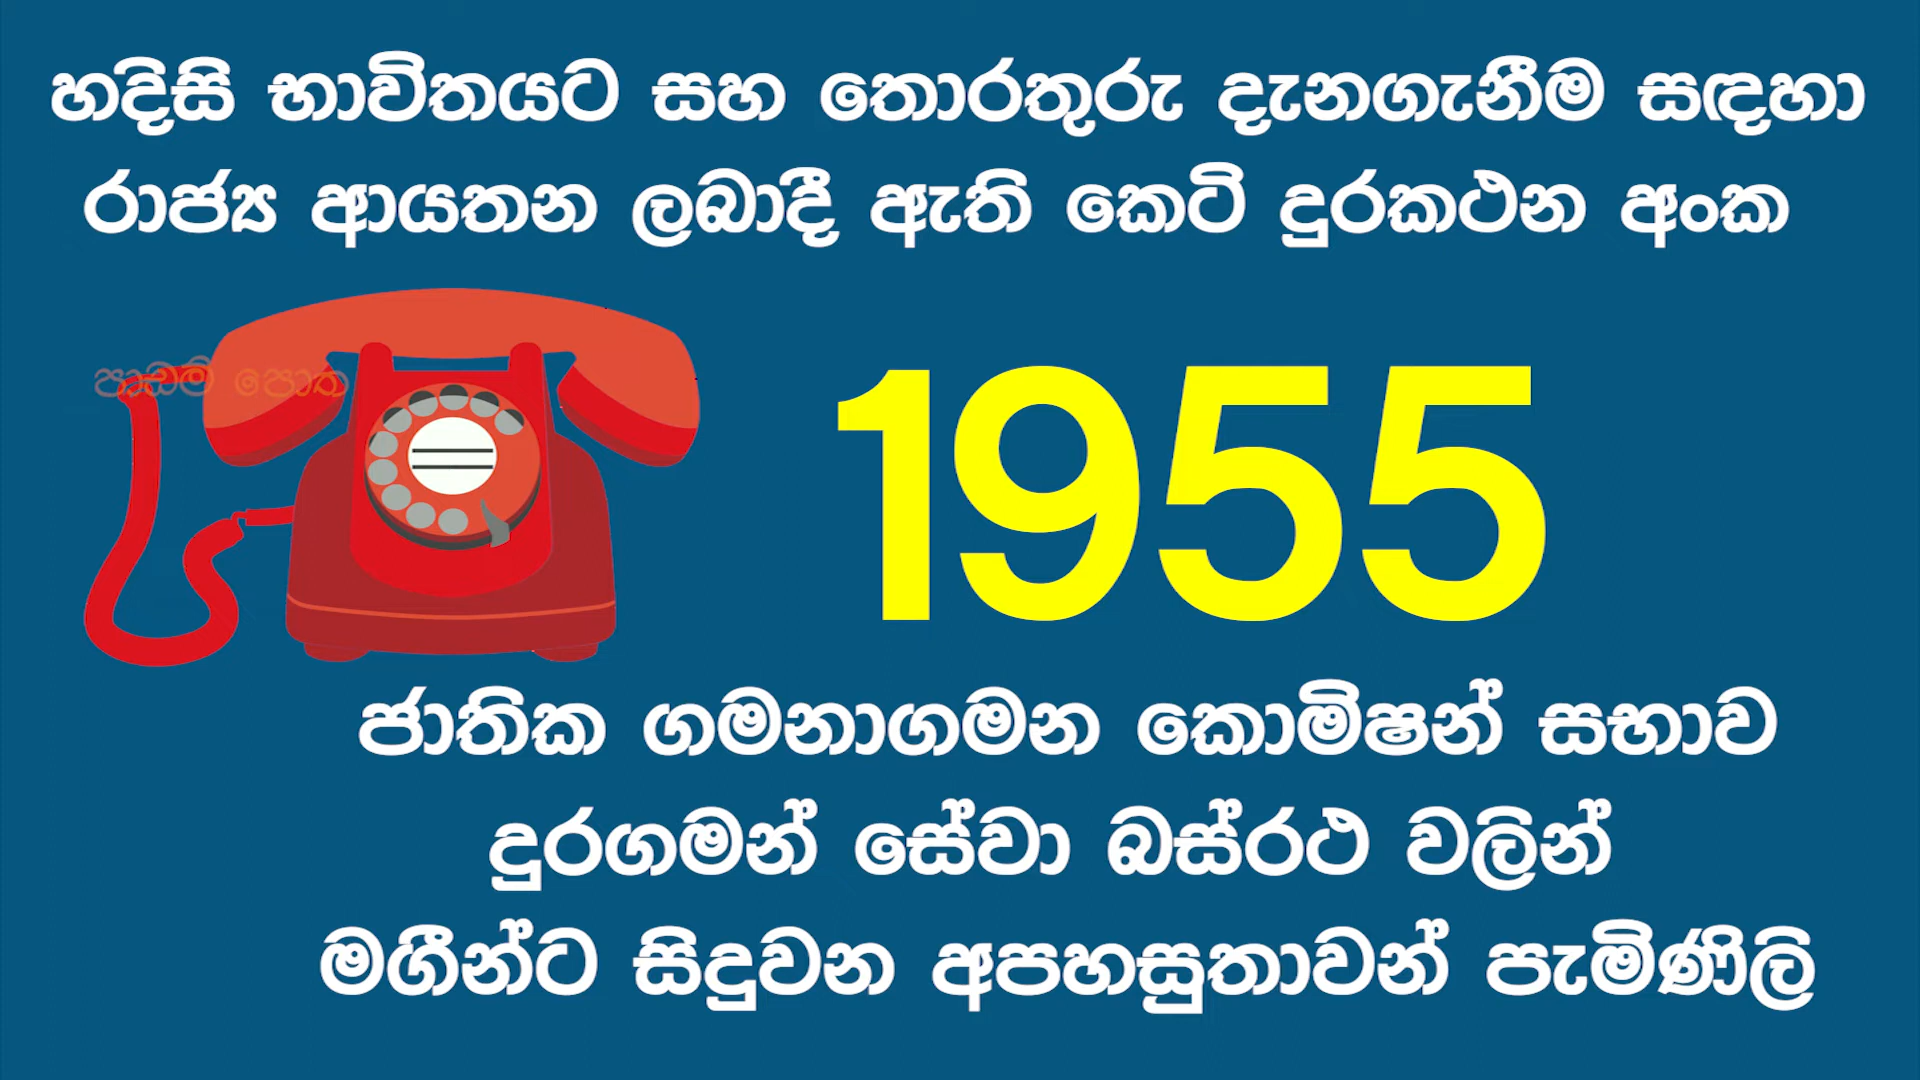 හදිසි භාවිතයට සහ තොරතුරු දැනගැනීම සඳහා
රාජ්‍ය ආයතන ලබාදී ඇති කෙටි දුරකථන අංක
පාඩම් පොත
1955
ජාතික ගමනාගමන කොමිෂන් සභාව
දුරගමන් සේවා බස්රථ වලින්
මගීන්ට සිදුවන අපහසුතාවන් පැමිණිලි